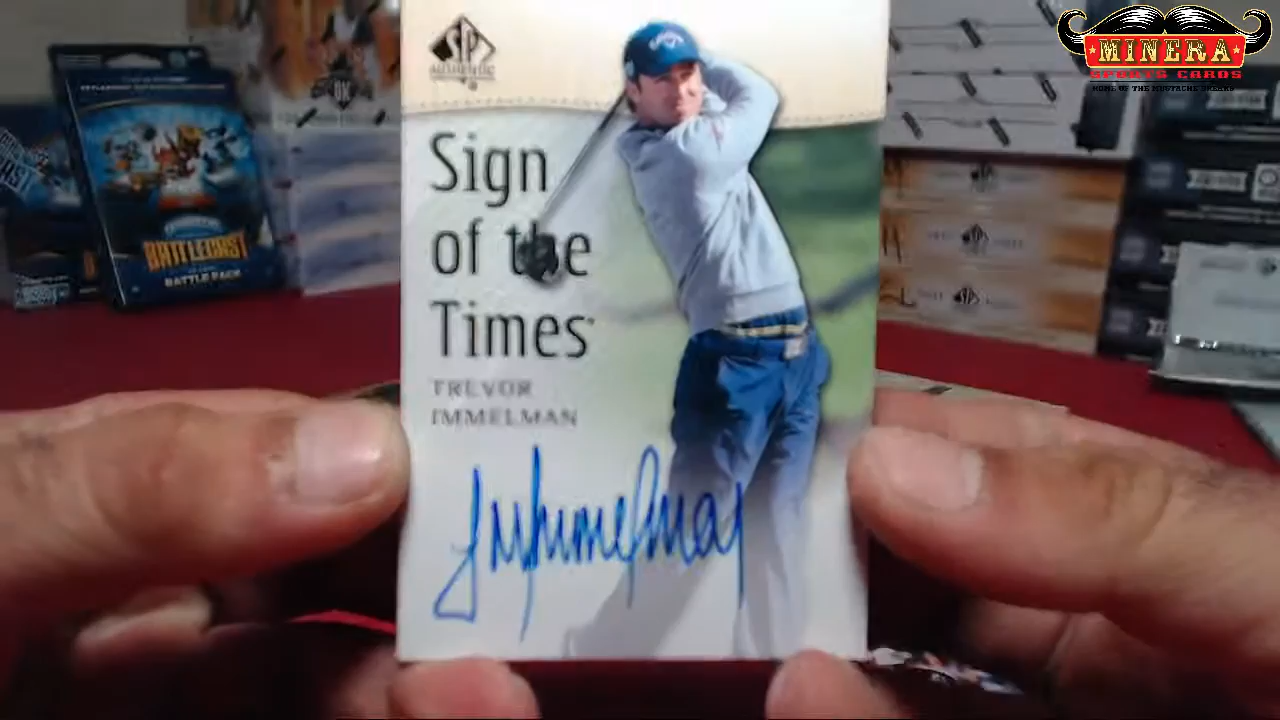 MINERA
SPORTS CARDS
HOME OF THE MUSTACHE BREAKS
SP
AUTHENTIC
Sign
of the
Times
TREVOR
IMMELMAN
BATTLECAST
BATTLE PACK
SP